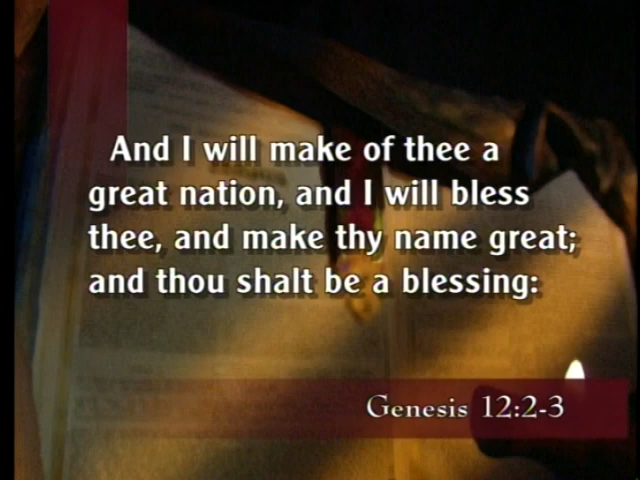 And I will make of thee a
great nation, and I will bless
thee, and make thy name great;
and thou shalt be a blessing:
Genesis 12:2-3